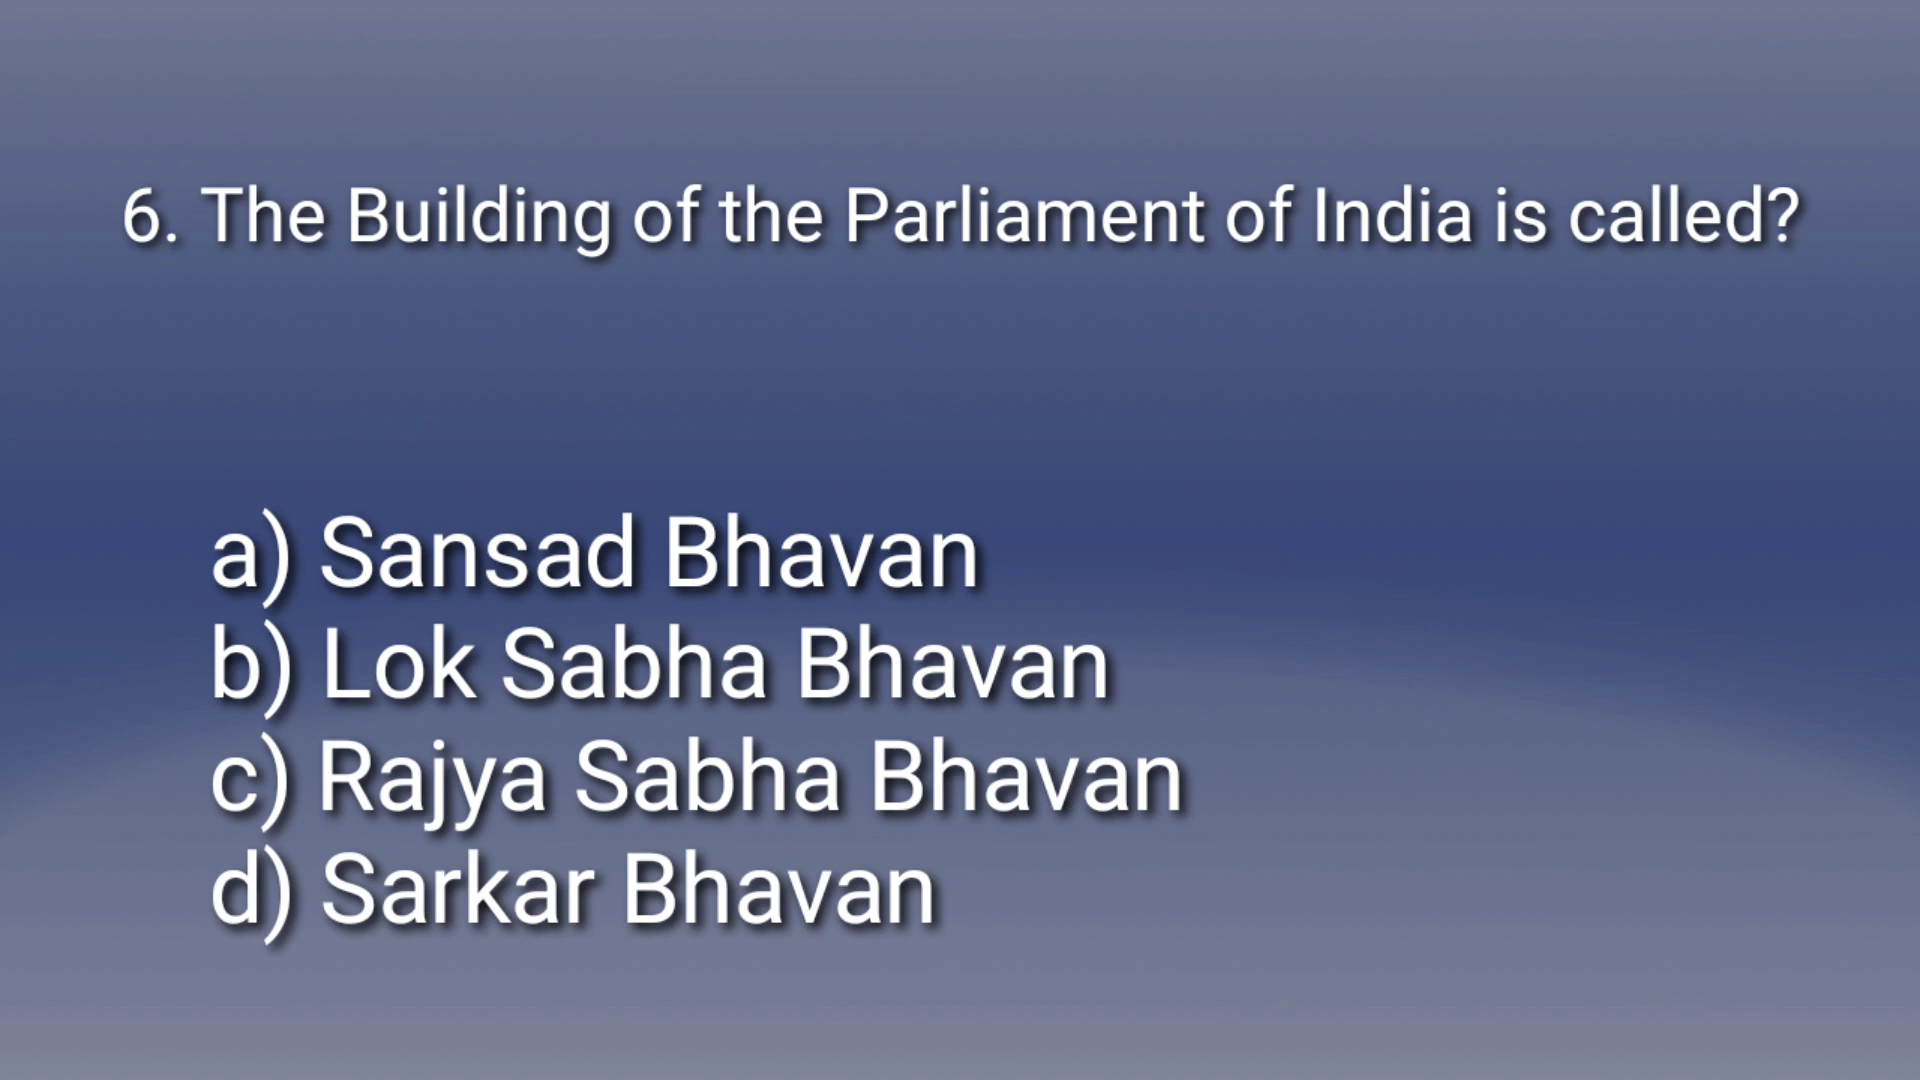 6. The Building of the Parliament of India is called?
a) Sansad Bhavan
b) Lok Sabha Bhavan
c) Rajya Sabha Bhavan
d) Sarkar Bhavan